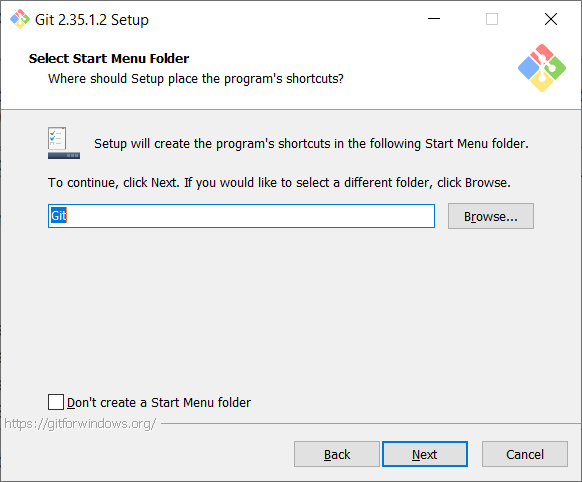 Git 2.35.1.2 Setup
Select Start Menu Folder
Where should Setup place the program's shortcuts?
Setup will create the program's shortcuts in the following Start Menu folder.
To continue, click Next. If you would like to select a different folder, click Browse.
Git
Browse...
Don't create a Start Menu folder
https://gitforwindows.org/
Back
Next
Cancel